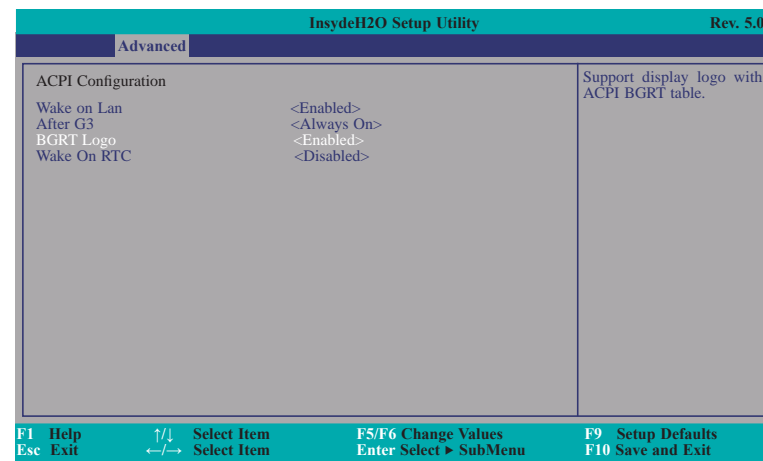 InsydeH2O Setup Utility Rev. 5.0
Advanced
ACPI Configuration
Wake on Lan <Enabled>
After G3 <Always On>
BGRT Logo <Enabled>
Wake On RTC <Disabled>
Support display logo with
ACPI BGRT table.
F1 Help ↑/↓ Select Item F5/F6 Change Values F9 Setup Defaults
Esc Exit ←/→ Select Item Enter Select ► SubMenu F10 Save and Exit